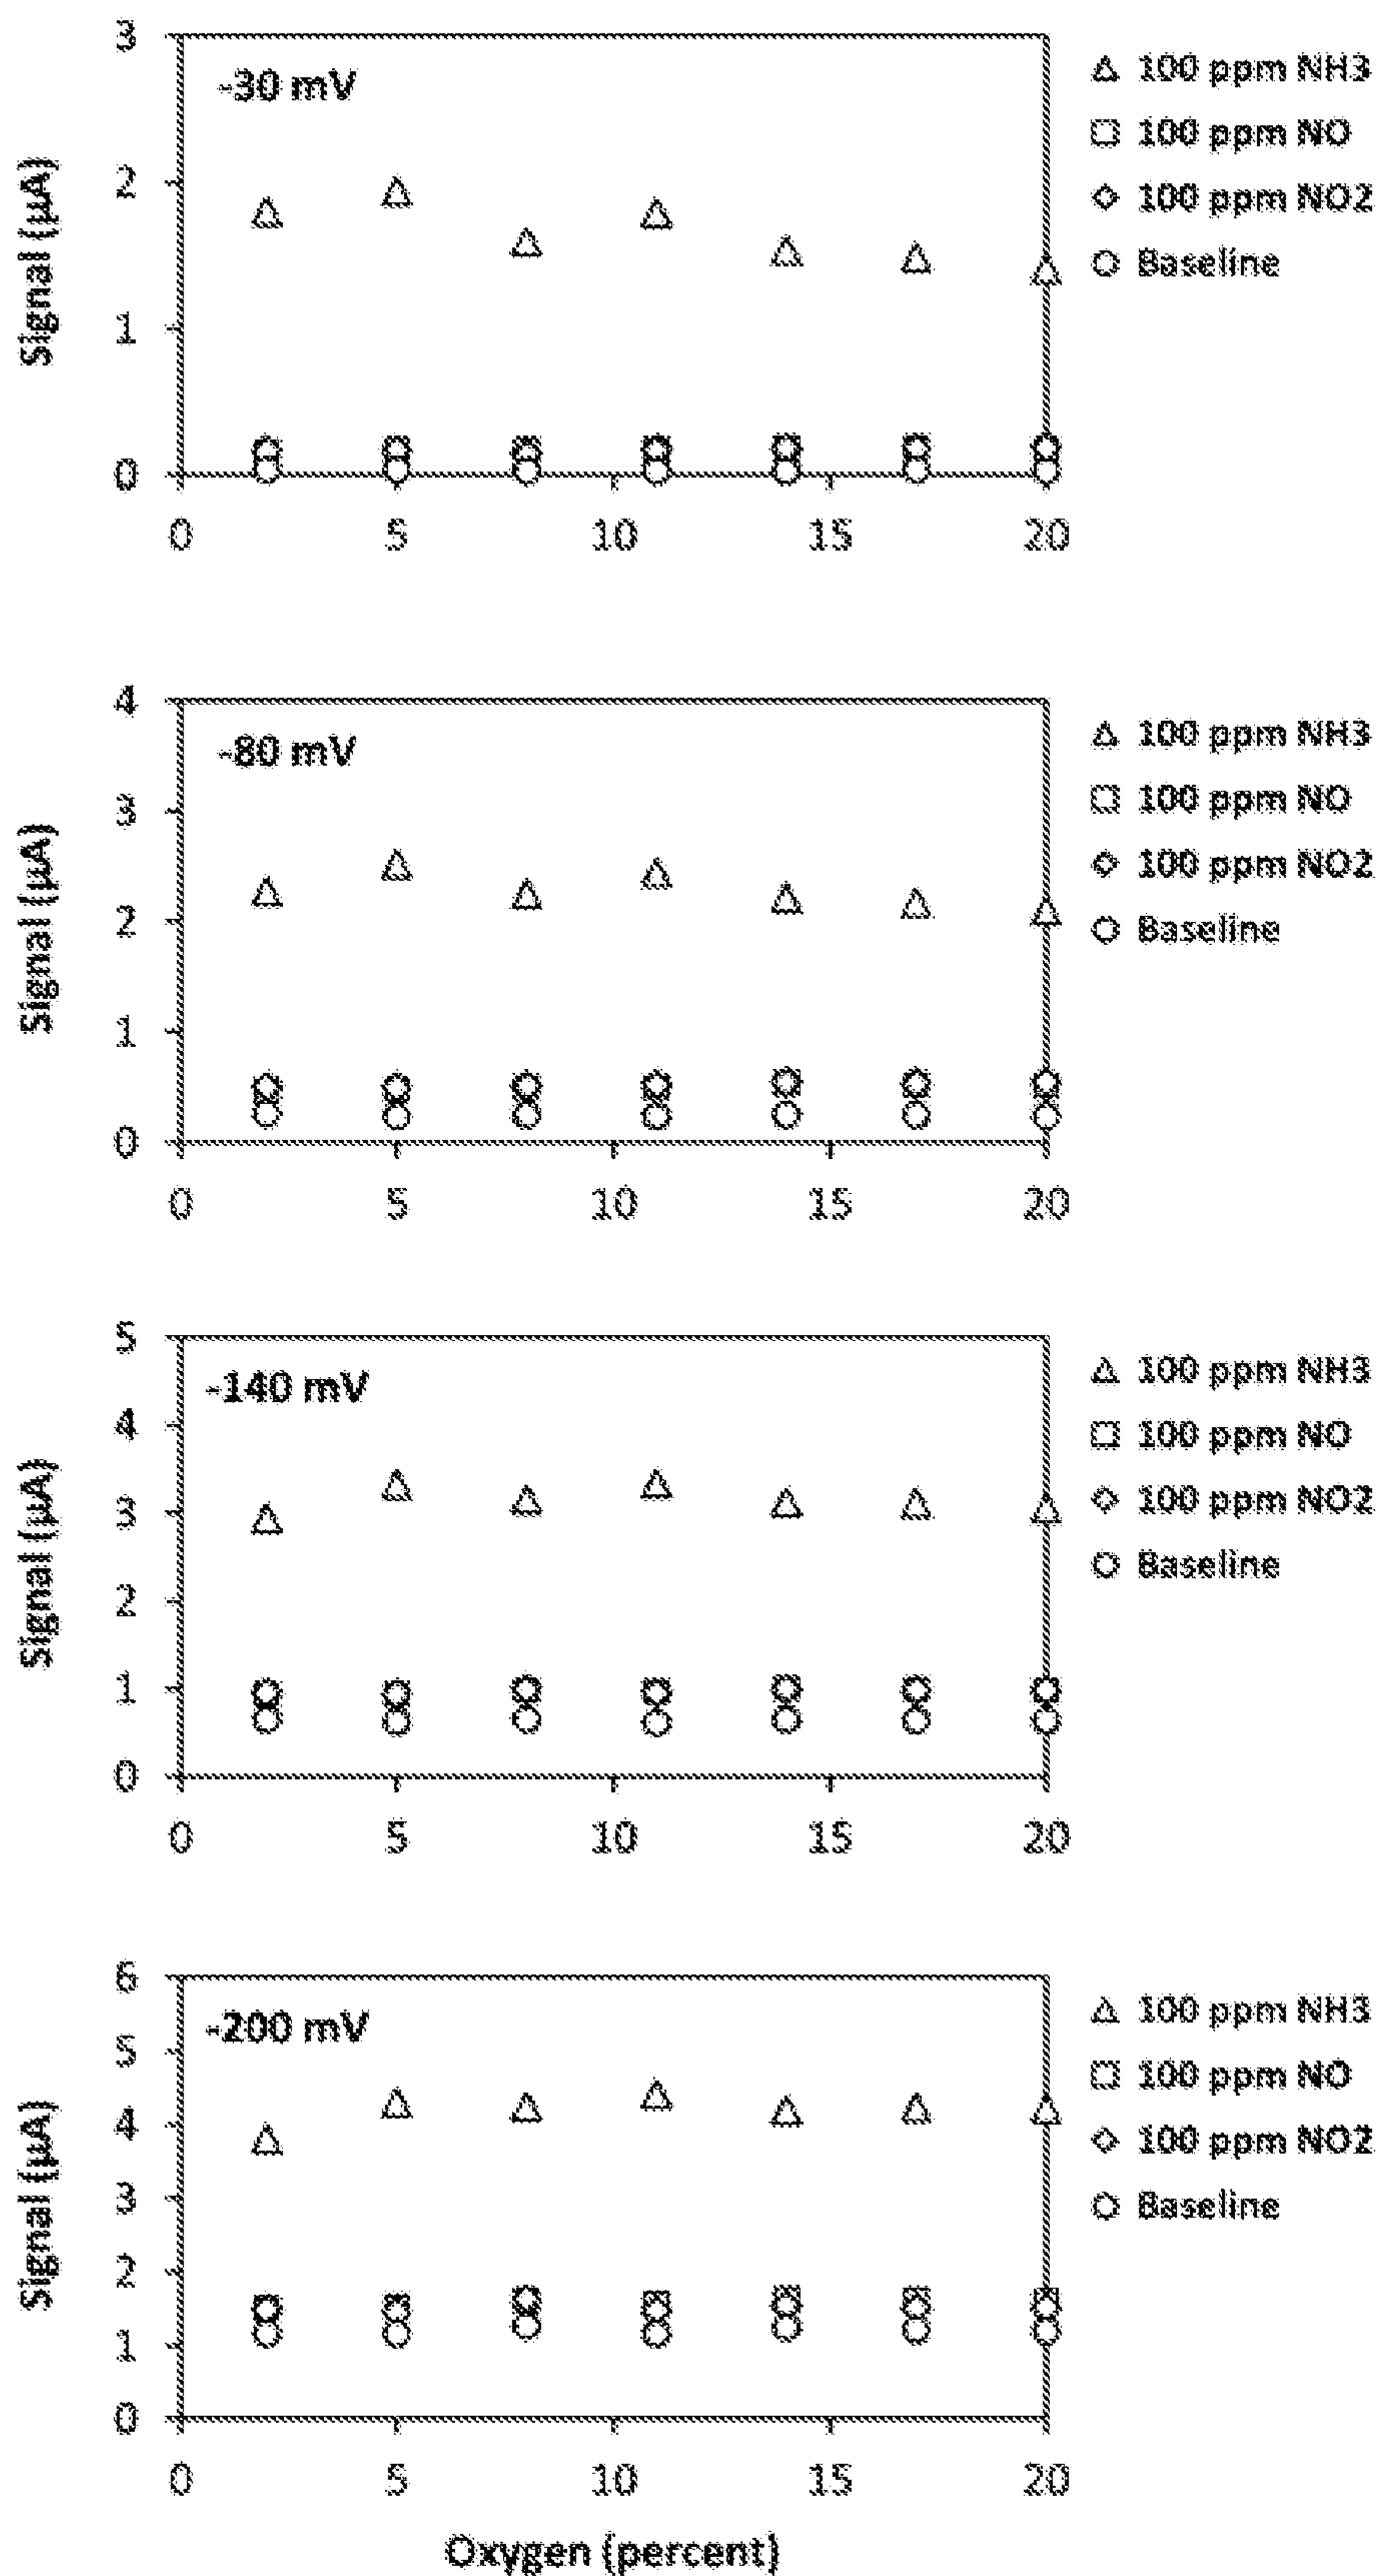 3
-30 mV
2
1
0
0 5 10 15 20
Signal (µA)
100 ppm NH3
100 ppm NO
100 ppm NO2
Baseline
4
-80 mV
3
2
1
0
0 5 10 15 20
Signal (µA)
100 ppm NH3
100 ppm NO
100 ppm NO2
Baseline
5
-140 mV
4
3
2
1
0
0 5 10 15 20
Signal (µA)
100 ppm NH3
100 ppm NO
100 ppm NO2
Baseline
6
-200 mV
5
4
3
2
1
0
0 5 10 15 20
Signal (µA)
100 ppm NH3
100 ppm NO
100 ppm NO2
Baseline
Oxygen (percent)